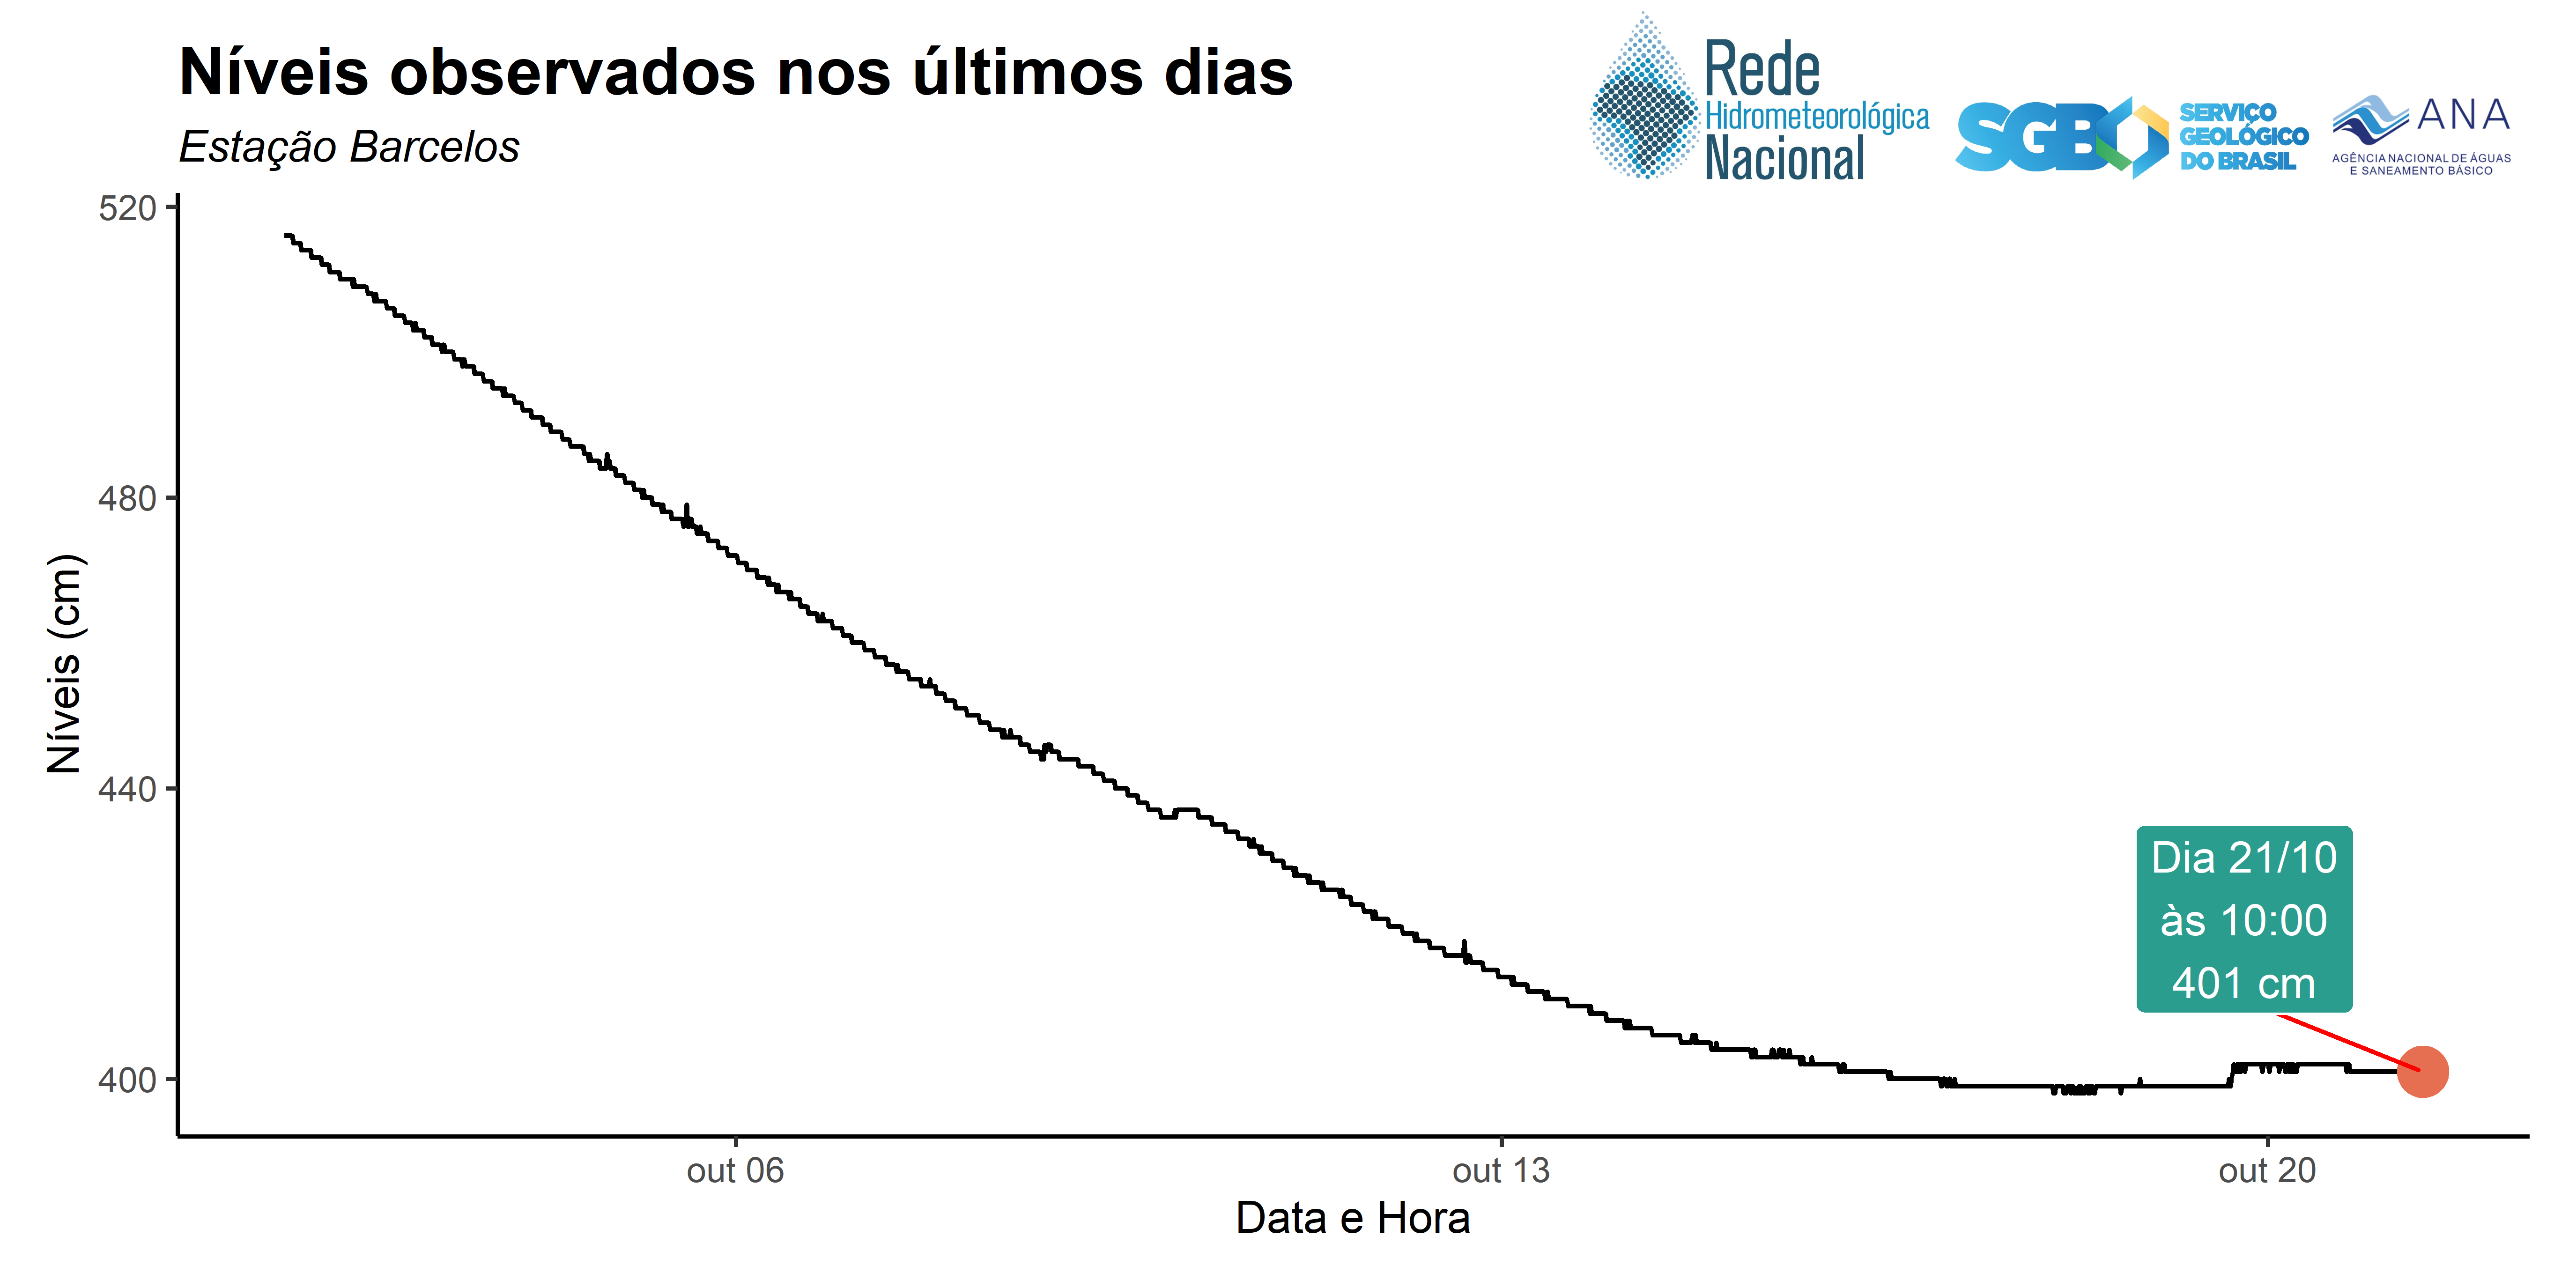 Níveis observados nos últimos dias
Estação Barcelos
Rede
Hidrometeorológica
Nacional
SGB
SERVIÇO
GEOLÓGICO
DO BRASIL
ANA
AGÊNCIA NACIONAL DE ÁGUAS
E SANEAMENTO BÁSICO
520
480
440
400
Níveis (cm)
Dia 21/10
às 10:00
401 cm
out 06
out 13
out 20
Data e Hora